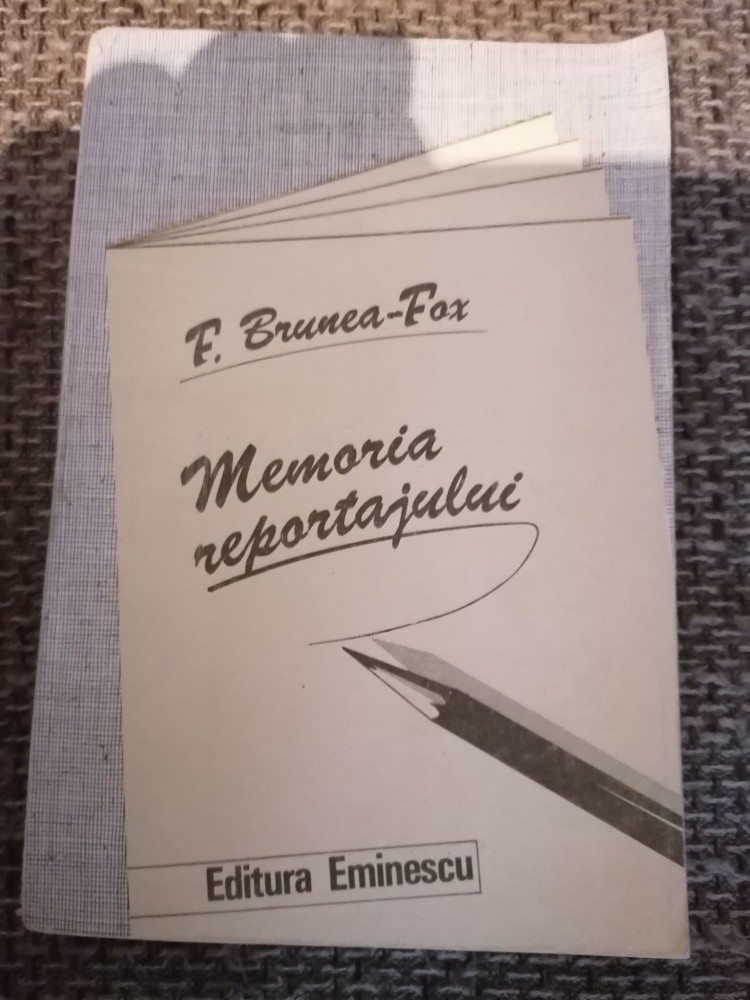 F. Brunea-Fox
Memoria
reportajului
Editura Eminescu